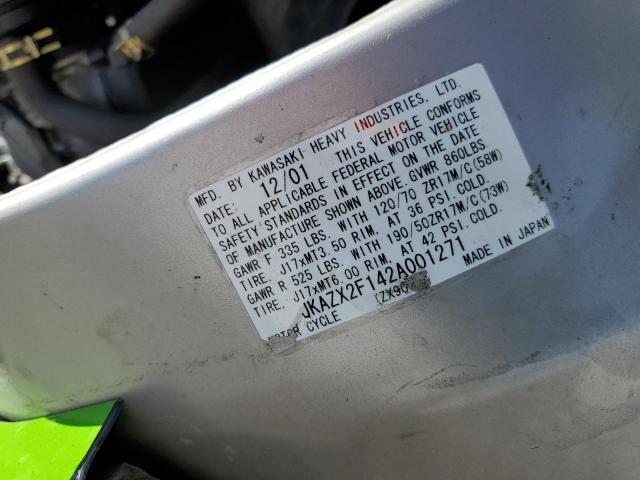 MFD. BY KAWASAKI HEAVY INDUSTRIES, LTD.
DATE: 12/01 THIS VEHICLE CONFORMS
TO ALL APPLICABLE FEDERAL MOTOR VEHICLE
SAFETY STANDARDS IN EFFECT ON THE DATE
OF MANUFACTURE SHOWN ABOVE. GVWR 860LBS
GAWR F 335 LBS. WITH 120/70 ZR17M/C(58W)
TIRE, J17xMT3.50 RIM, AT 36 PSI.COLD.
GAWR R 525 LBS. WITH 190/50ZR17M/C(73W)
TIRE. J17xMT6.00 RIM. AT 42 PSI.COLD.
JKAZX2F142A001271 MADE IN JAPAN
CYCLE